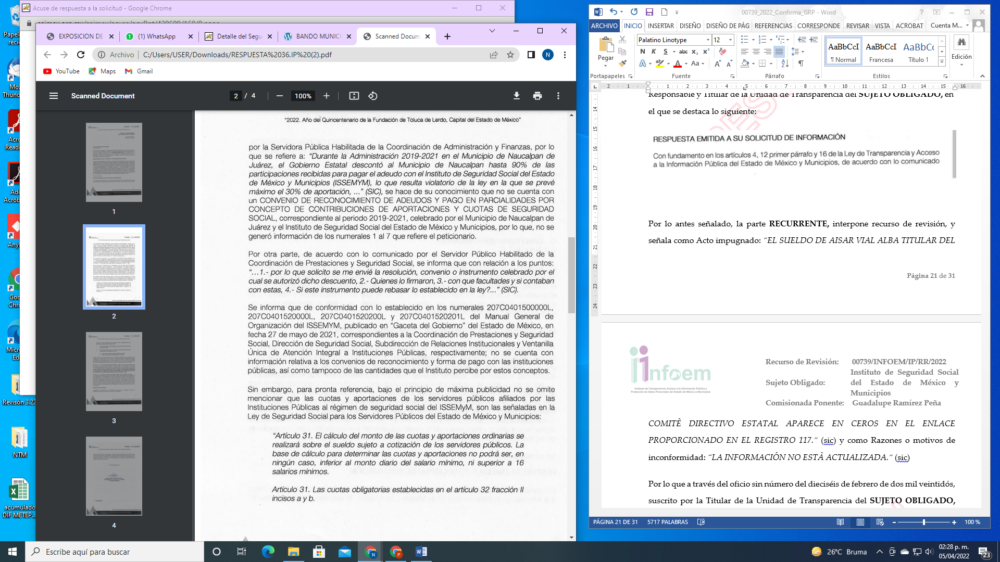 Acuse de respuesta a la solicitud - Google Chrome
EXPOSICION DE
(1) WhatsApp
Detalle del Segu
BANDO MUNICI
Scanned Docum
Archivo | C:/Users/USER/Downloads/RESPUESTA%2036.IP%20(2).pdf
YouTube
Maps
Gmail
Scanned Document
2 / 4
100%
1
2
3
4
"2022. Año del Quincentenario de la Fundación de Toluca de Lerdo, Capital del Estado de México"
por la Servidora Pública Habilitada de la Coordinación de Administración y Finanzas, por lo
que se refiere a: "Durante la Administración 2019-2021 en el Municipio de Naucalpan de
Juárez, el Gobierno Estatal descontó al Municipio de Naucalpan hasta 90% de las
participaciones recibidas para pagar el adeudo con el Instituto de Seguridad Social del Estado
de México y Municipios (ISSEMYM), lo que resulta violatorio de la ley en la que se prevé
máximo el 30% de aportación, ..." (SIC), se hace de su conocimiento que no se cuenta con
un CONVENIO DE RECONOCIMIENTO DE ADEUDOS Y PAGO EN PARCIALIDADES POR
CONCEPTO DE CONTRIBUCIONES DE APORTACIONES Y CUOTAS DE SEGURIDAD
SOCIAL, correspondiente al periodo 2019-2021, celebrado por el Municipio de Naucalpan de
Juárez y el Instituto de Seguridad Social del Estado de México y Municipios, por lo que, no se
generó información de los numerales 1 al 7 que refiere el peticionario.
Por otra parte, de acuerdo con lo comunicado por el Servidor Público Habilitado de la
Coordinación de Prestaciones y Seguridad Social, se informa que con relación a los puntos:
"...1.- por lo que solicito se me envié la resolución, convenio o instrumento celebrado por el
cual se autorizó dicho descuento, 2.- Quienes lo firmaron, 3.- con que facultades y si contaban
con estas, 4.- Si este instrumento puede rebasar lo establecido en la ley?..." (SIC).
Se informa que de conformidad con lo establecido en los numerales 207C0401500000L,
207C0401520000L, 207C0401520200L y 207C0401520201L del Manual General de
Organización del ISSEMYM, publicado en "Gaceta del Gobierno" del Estado de México, en
fecha 27 de mayo de 2021, correspondientes a la Coordinación de Prestaciones y Seguridad
Social, Dirección de Seguridad Social, Subdirección de Relaciones Institucionales y Ventanilla
Única de Atención Integral a Instituciones Públicas, respectivamente; no se cuenta con
información relativa a los convenios de reconocimiento y forma de pago con las instituciones
públicas, así como tampoco de las cantidades que el Instituto percibe por estos conceptos.
Sin embargo, para pronta referencia, bajo el principio de máxima publicidad no se omite
mencionar que las cuotas y aportaciones de los servidores públicos afiliados por las
Instituciones Públicas al régimen de seguridad social del ISSEMyM, son las señaladas en la
Ley de Seguridad Social para los Servidores Públicos del Estado de México y Municipios:
"Artículo 31. El cálculo del monto de las cuotas y aportaciones ordinarias se
realizará sobre el sueldo sujeto a cotización de los servidores públicos. La
base de cálculo para determinar las cuotas y aportaciones no podrá ser, en
ningún caso, inferior al monto diario del salario mínimo, ni superior a 16
salarios mínimos.
Artículo 31. Las cuotas obligatorias establecidas en el artículo 32 fracción II
incisos a y b.
00739_2022_Confirma_GRP - Word
ARCHIVO INICIO INSERTAR DISEÑO DISEÑO DE PÁG REFERENCIAS CORRESPONDE REVISAR VISTA ACROBAT Cuenta M...
Palatino Linotype 12
Pegar
Portapapeles Fuente Párrafo Estilos
AaBbCcI AaBbCcI AaBbCc
¶ Normal Francesa Título 1
Edición
Responsable y Titular de la Unidad de Transparencia del SUJETO OBLIGADO, en
el que se destaca lo siguiente:
RESPUESTA EMITIDA A SU SOLICITUD DE INFORMACIÓN
Con fundamento en los artículos 4, 12 primer párrafo y 16 de la Ley de Transparencia y Acceso
a la Información Pública del Estado de México y Municipios, de acuerdo con lo comunicado
Por lo antes señalado, la parte RECURRENTE, interpone recurso de revisión, y
señala como Acto impugnado: "EL SUELDO DE AISAR VIAL ALBA TITULAR DEL
Página 21 de 31
infoem
Instituto de Transparencia, Acceso a la Información Pública y
Protección de Datos Personales del Estado de México y Municipios
Recurso de Revisión: 00739/INFOEM/IP/RR/2022
Sujeto Obligado: Instituto de Seguridad Social
del Estado de México y
Municipios
Comisionada Ponente: Guadalupe Ramírez Peña
COMITÈ DIRECTIVO ESTATAL APARECE EN CEROS EN EL ENLACE
PROPORCIONADO EN EL REGISTRO 117." (sic) y como Razones o motivos de
inconformidad: "LA INFORMACIÓN NO ESTÀ ACTUALIZADA." (sic)
Por lo que a través del oficio sin número del dieciséis de febrero de dos mil veintidós,
suscrito por la Titular de la Unidad de Transparencia del SUJETO OBLIGADO,
PÁGINA 21 DE 31 5717 PALABRAS 100 %
Revisón 3.22
NTM
acumulado
DIF METEP...
Escribe aquí para buscar
26°C Bruma
02:28 p. m.
05/04/2022
23